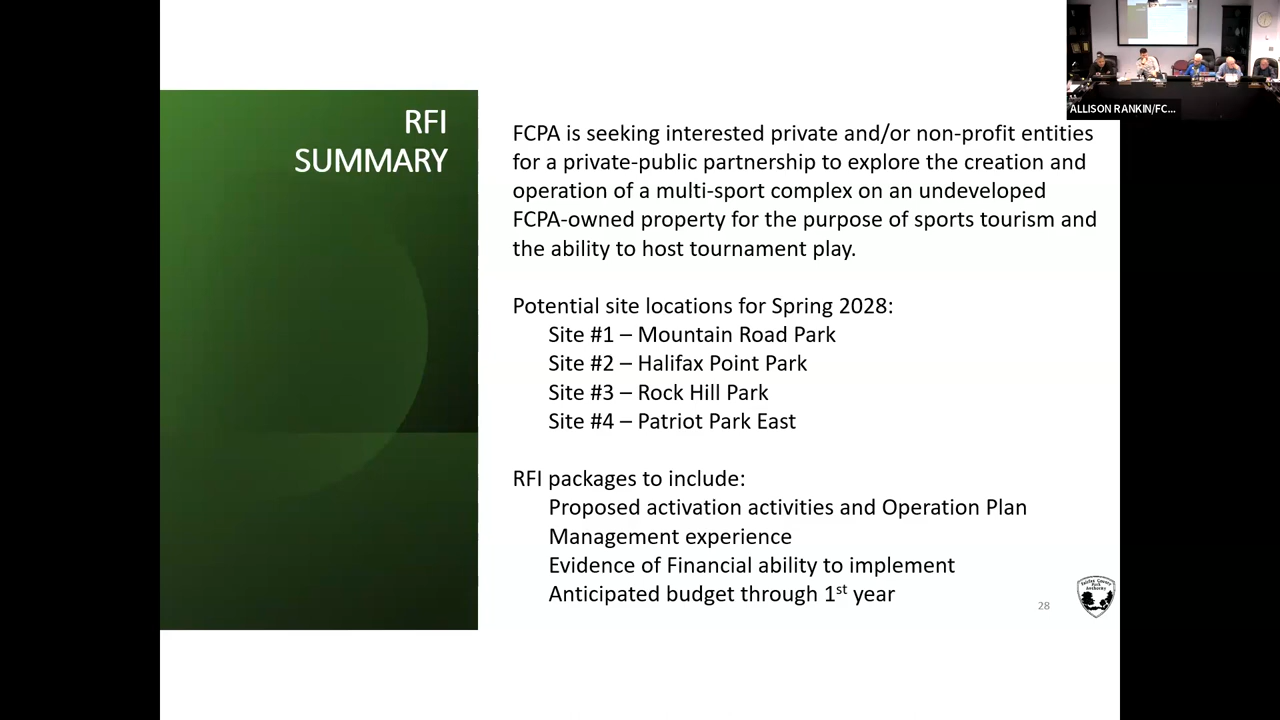 ALLISON RANKIN/FC...
RFI
SUMMARY
FCPA is seeking interested private and/or non-profit entities
for a private-public partnership to explore the creation and
operation of a multi-sport complex on an undeveloped
FCPA-owned property for the purpose of sports tourism and
the ability to host tournament play.
Potential site locations for Spring 2028:
Site #1 – Mountain Road Park
Site #2 – Halifax Point Park
Site #3 – Rock Hill Park
Site #4 – Patriot Park East
RFI packages to include:
Proposed activation activities and Operation Plan
Management experience
Evidence of Financial ability to implement
Anticipated budget through 1st year
28
Fairfax County
Park
Authority